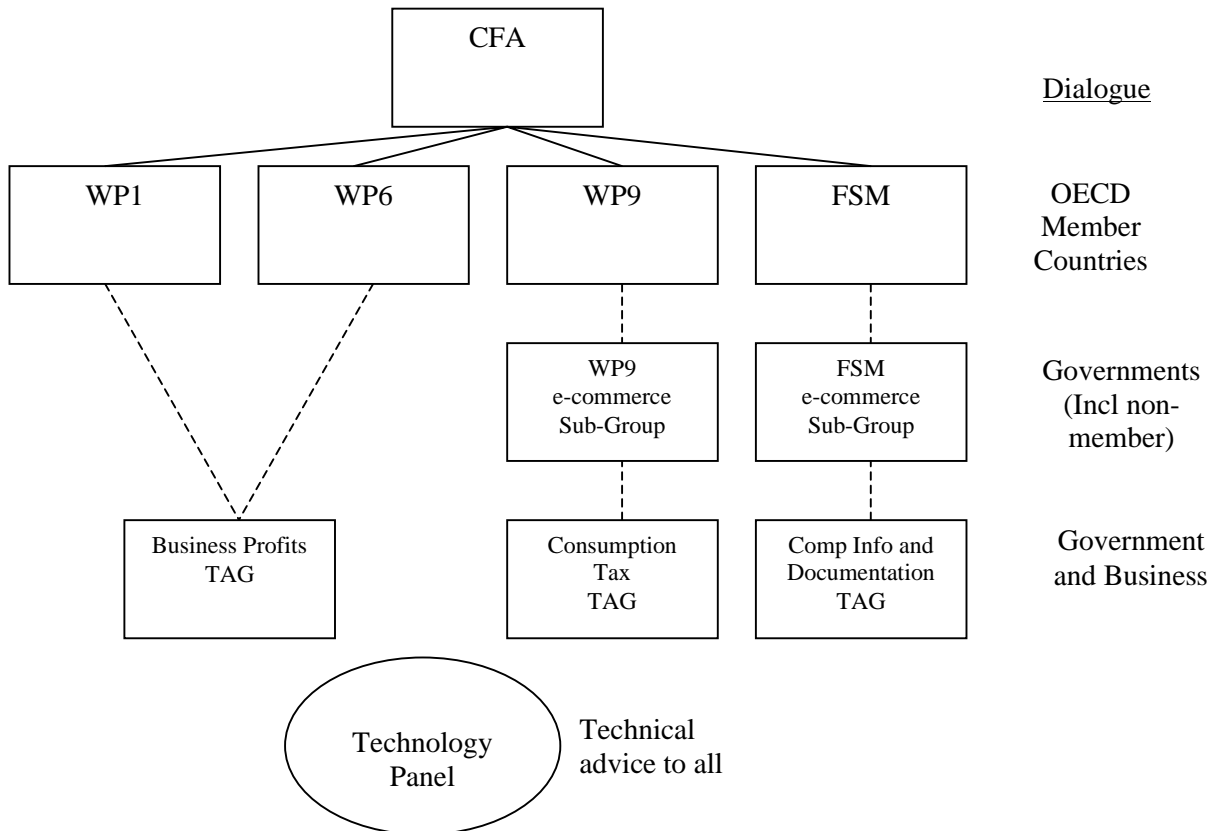 CFA
Dialogue
WP1
WP6
WP9
FSM
OECD
Member
Countries
WP9
e-commerce
Sub-Group
FSM
e-commerce
Sub-Group
Governments
(Incl non-
member)
Business Profits
TAG
Consumption
Tax
TAG
Comp Info and
Documentation
TAG
Government
and Business
Technology
Panel
Technical
advice to all